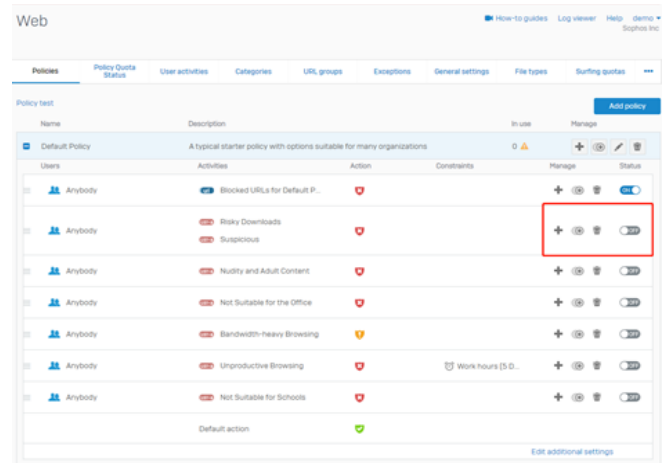 Web
How-to guides Log viewer Help demo
Sophos Inc
Policies Policy Quota Status User activities Categories URL groups Exceptions General settings File types Surfing quotas
Policy test
Add policy
Name Description In use Manage
Default Policy A typical starter policy with options suitable for many organizations 0
Users Activities Action Constraints Manage Status
Anybody Blocked URLs for Default P... ON
Anybody Risky Downloads
Suspicious OFF
Anybody Nudity and Adult Content OFF
Anybody Not Suitable for the Office OFF
Anybody Bandwidth-heavy Browsing OFF
Anybody Unproductive Browsing Work hours (5 D... OFF
Anybody Not Suitable for Schools OFF
Default action
Edit additional settings